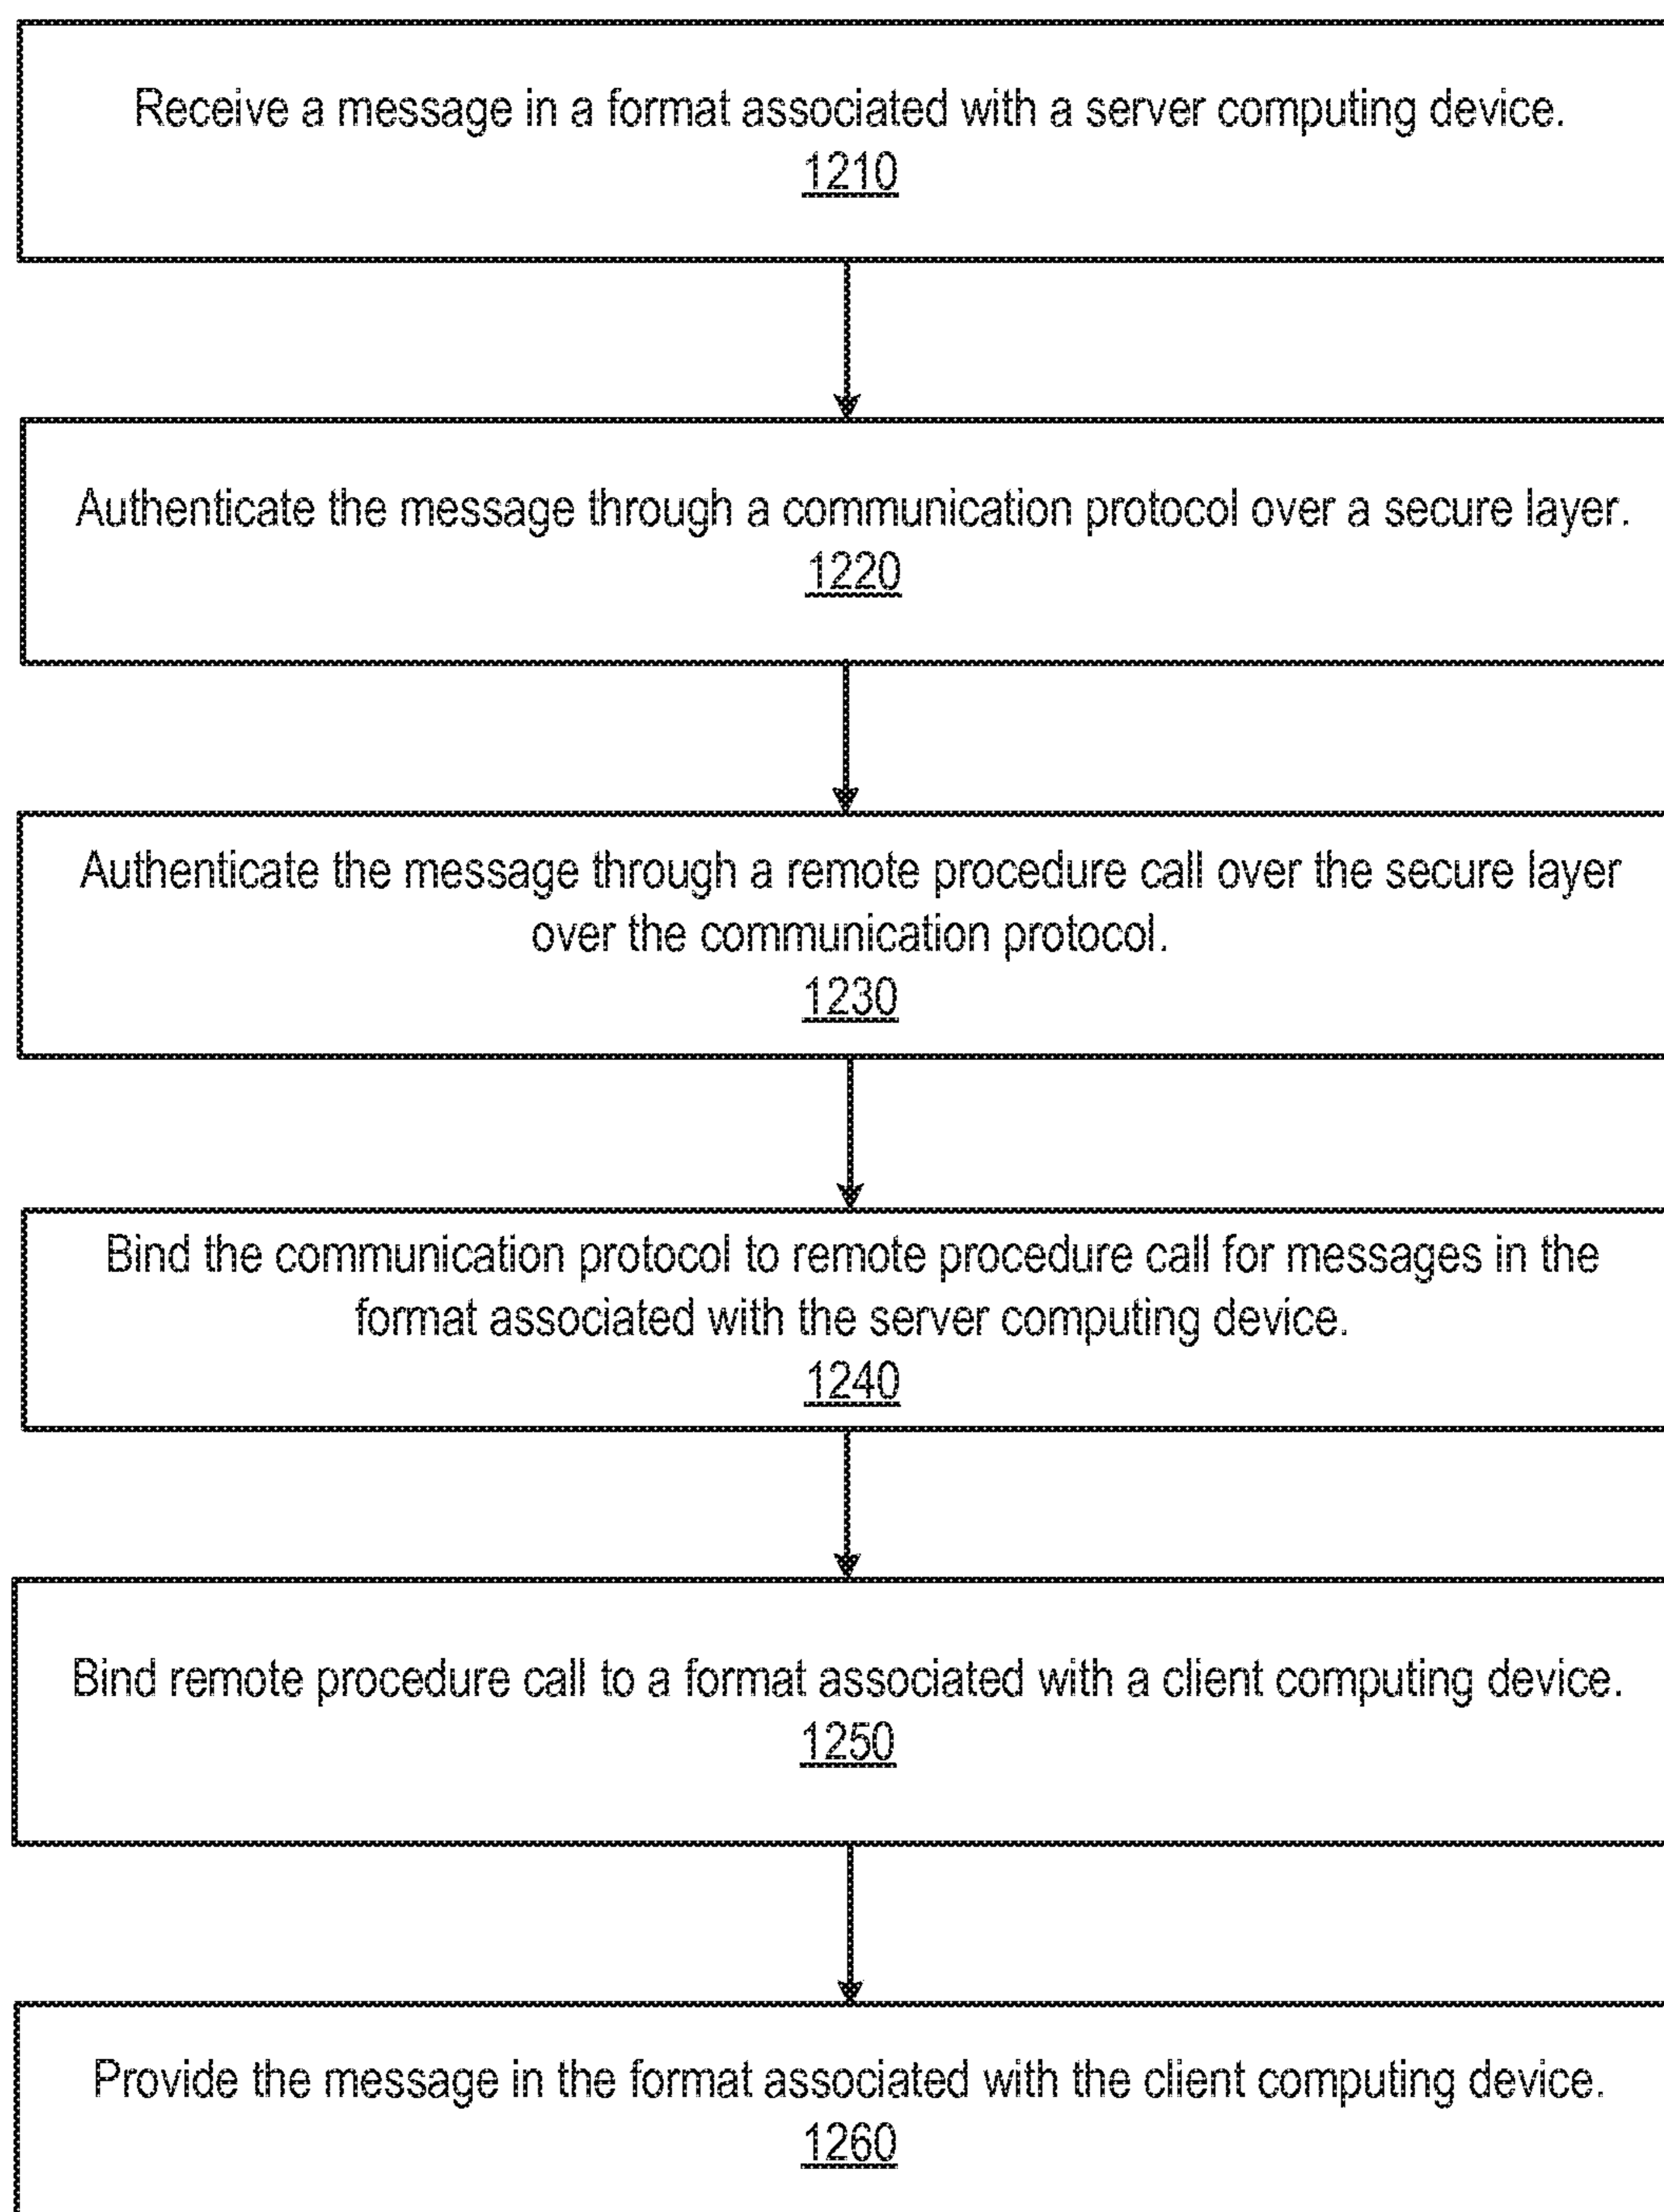 Receive a message in a format associated with a server computing device.
1210
Authenticate the message through a communication protocol over a secure layer.
1220
Authenticate the message through a remote procedure call over the secure layer
over the communication protocol.
1230
Bind the communication protocol to remote procedure call for messages in the
format associated with the server computing device.
1240
Bind remote procedure call to a format associated with a client computing device.
1250
Provide the message in the format associated with the client computing device.
1260